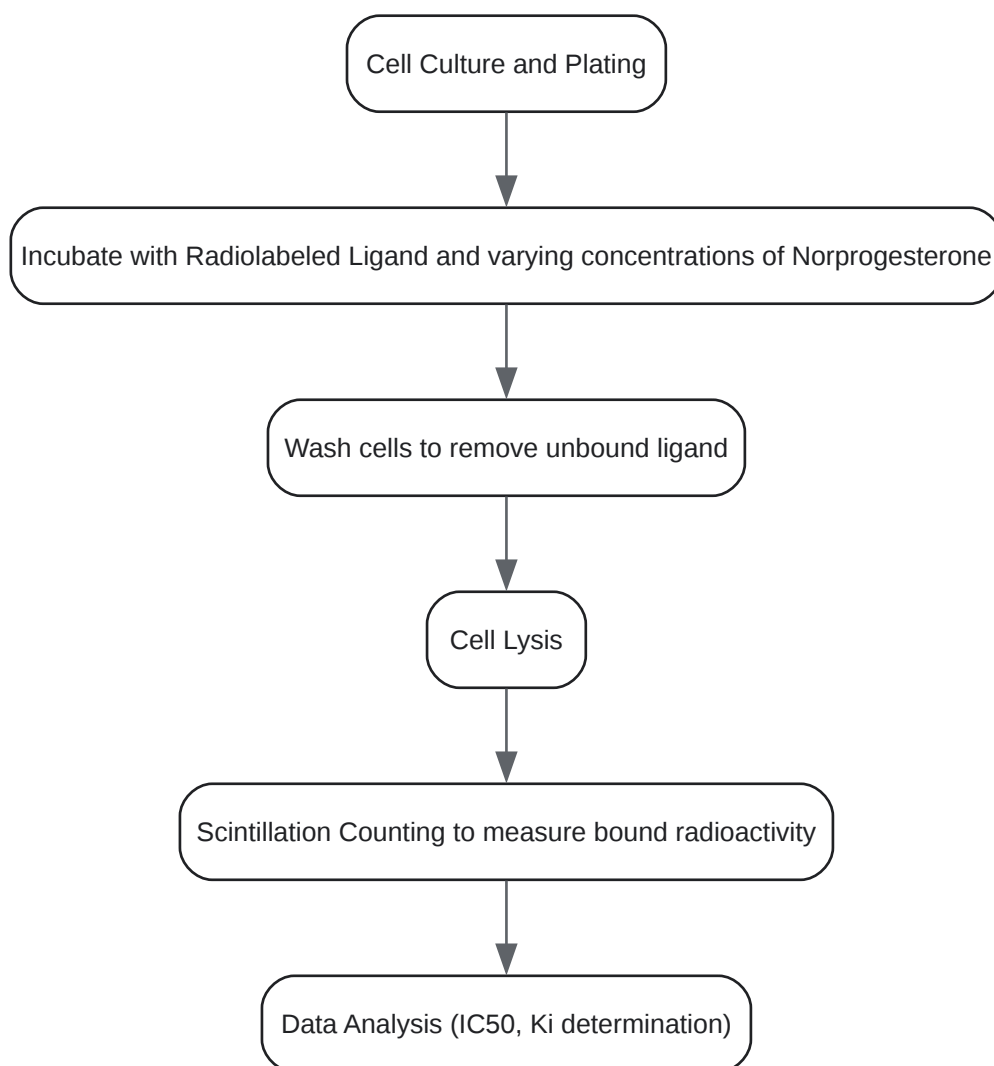 Cell Culture and Plating
Incubate with Radiolabeled Ligand and varying concentrations of Norprogesterone
Wash cells to remove unbound ligand
Cell Lysis
Scintillation Counting to measure bound radioactivity
Data Analysis (IC50, Ki determination)